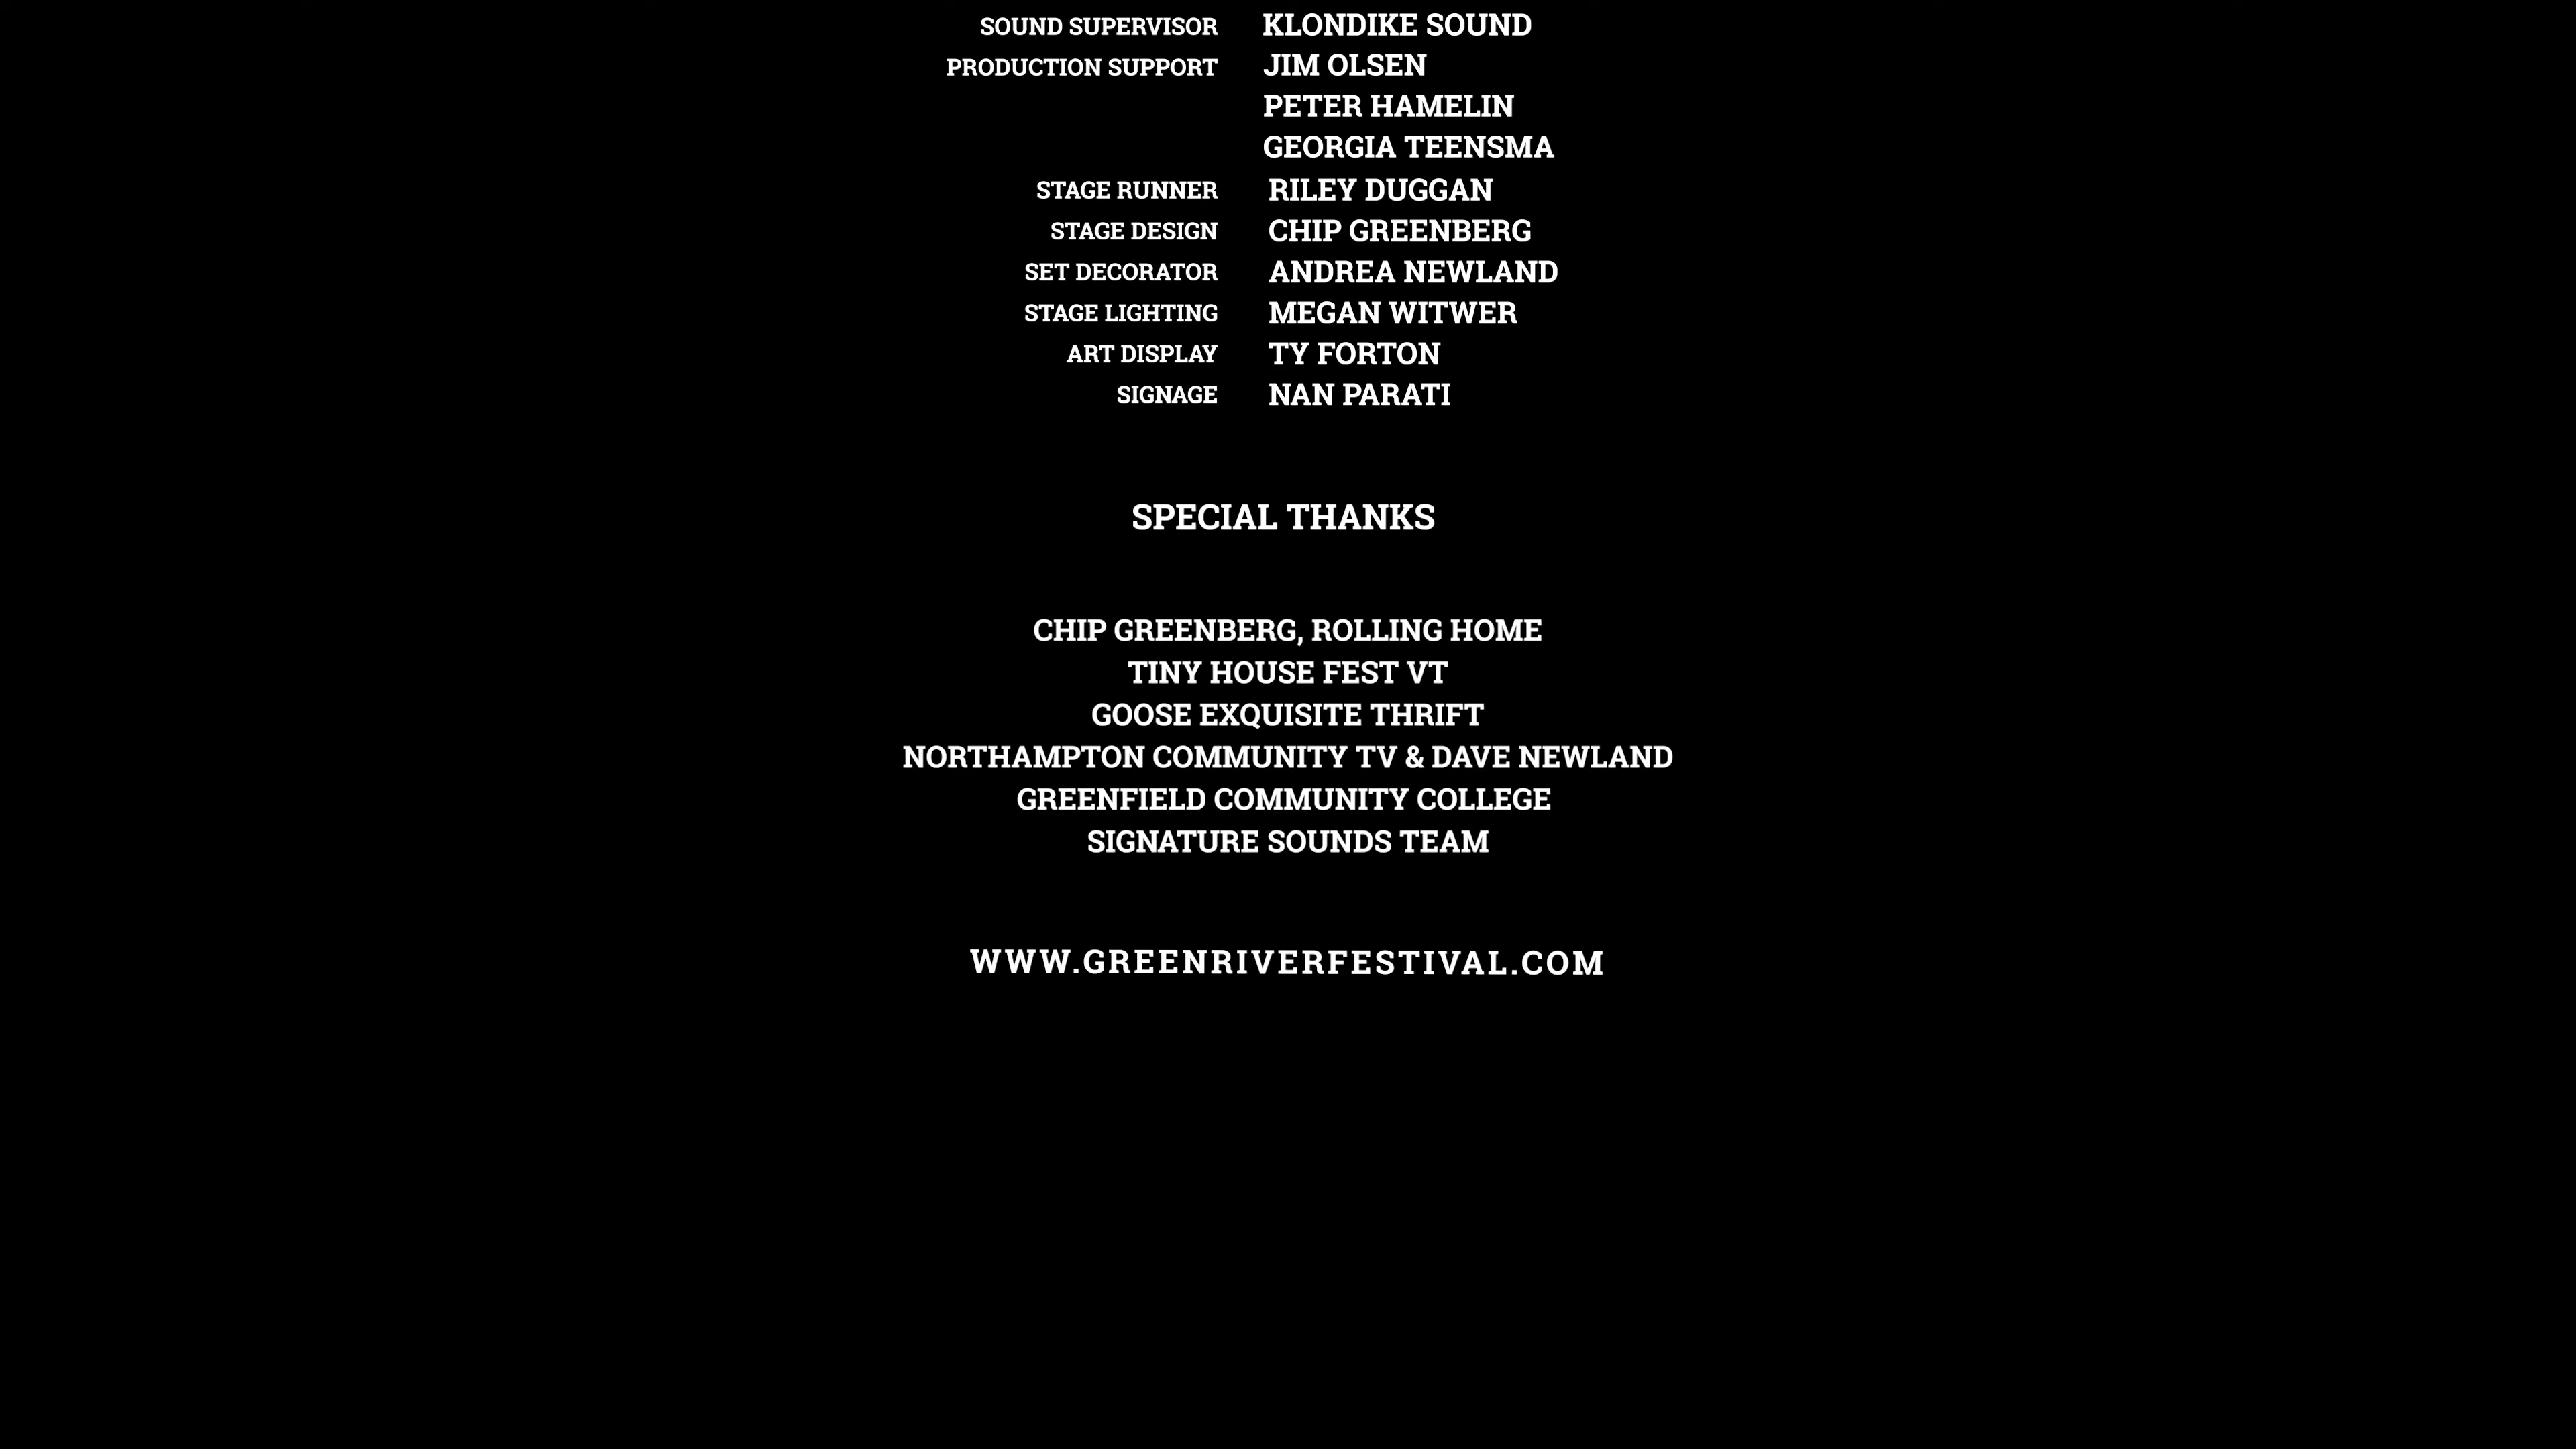 SOUND SUPERVISOR KLONDIKE SOUND
PRODUCTION SUPPORT JIM OLSEN
PETER HAMELIN
GEORGIA TEENSMA
STAGE RUNNER RILEY DUGGAN
STAGE DESIGN CHIP GREENBERG
SET DECORATOR ANDREA NEWLAND
STAGE LIGHTING MEGAN WITWER
ART DISPLAY TY FORTON
SIGNAGE NAN PARATI
SPECIAL THANKS
CHIP GREENBERG, ROLLING HOME
TINY HOUSE FEST VT
GOOSE EXQUISITE THRIFT
NORTHAMPTON COMMUNITY TV & DAVE NEWLAND
GREENFIELD COMMUNITY COLLEGE
SIGNATURE SOUNDS TEAM
WWW.GREENRIVERFESTIVAL.COM